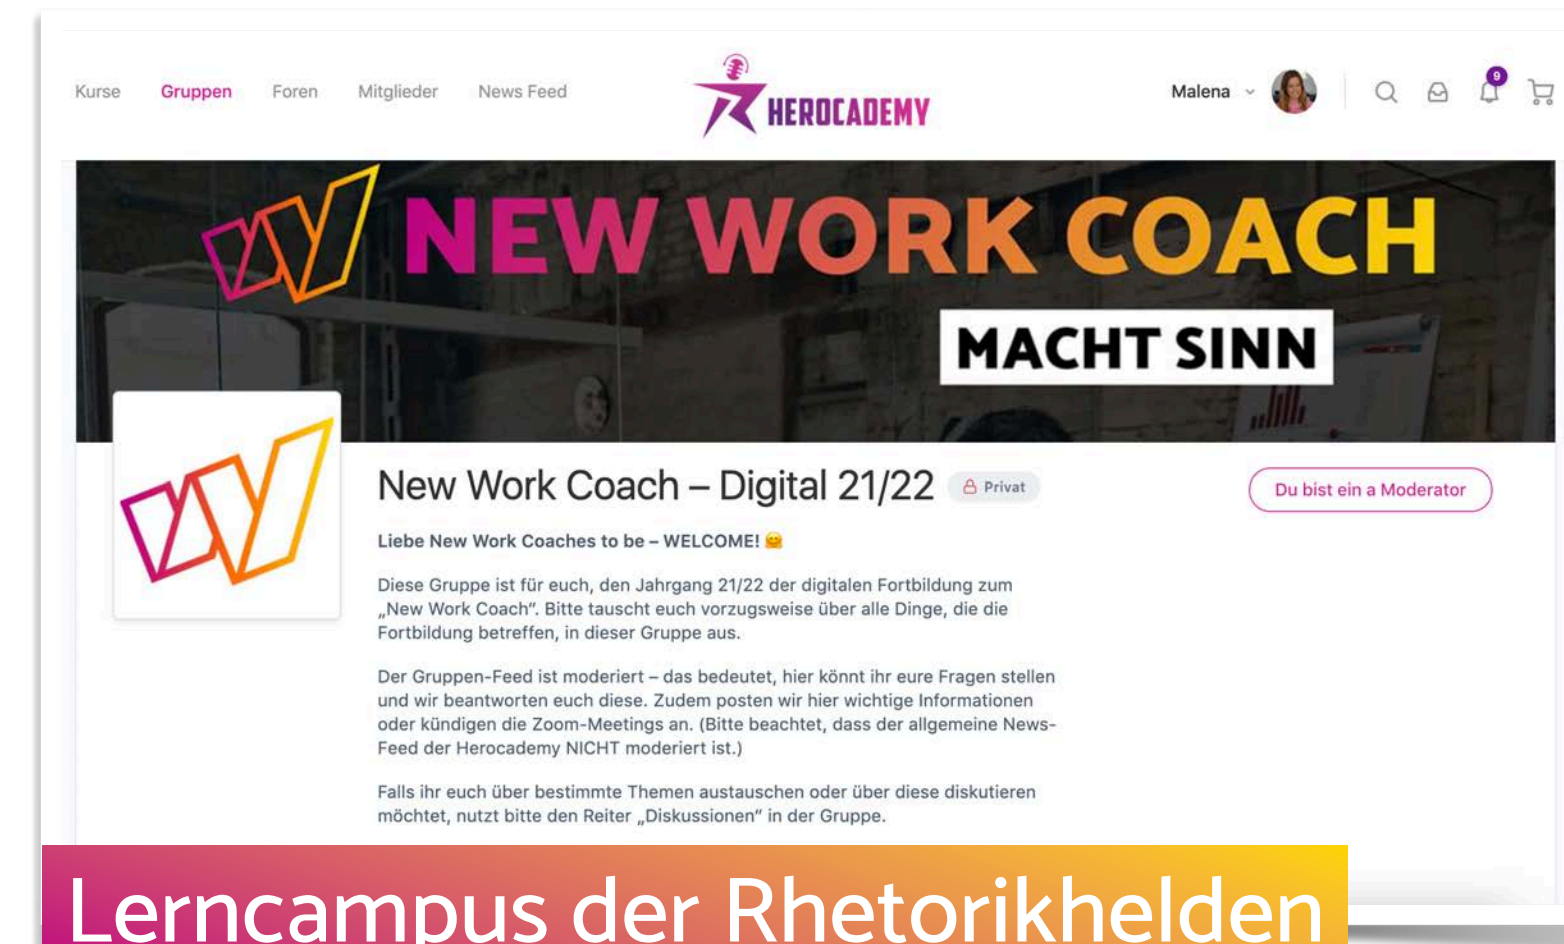 Kurse Gruppen Foren Mitglieder News Feed
HEROCADEMY
Malena
9
NEW WORK COACH
MACHT SINN
New Work Coach – Digital 21/22
Privat
Du bist ein a Moderator
Liebe New Work Coaches to be – WELCOME! 🤗
Diese Gruppe ist für euch, den Jahrgang 21/22 der digitalen Fortbildung zum
„New Work Coach“. Bitte tauscht euch vorzugsweise über alle Dinge, die die
Fortbildung betreffen, in dieser Gruppe aus.
Der Gruppen-Feed ist moderiert – das bedeutet, hier könnt ihr eure Fragen stellen
und wir beantworten euch diese. Zudem posten wir hier wichtige Informationen
oder kündigen die Zoom-Meetings an. (Bitte beachtet, dass der allgemeine News-
Feed der Herocademy NICHT moderiert ist.)
Falls ihr euch über bestimmte Themen austauschen oder über diese diskutieren
möchtet, nutzt bitte den Reiter „Diskussionen“ in der Gruppe.
Lerncampus der Rhetorikhelden